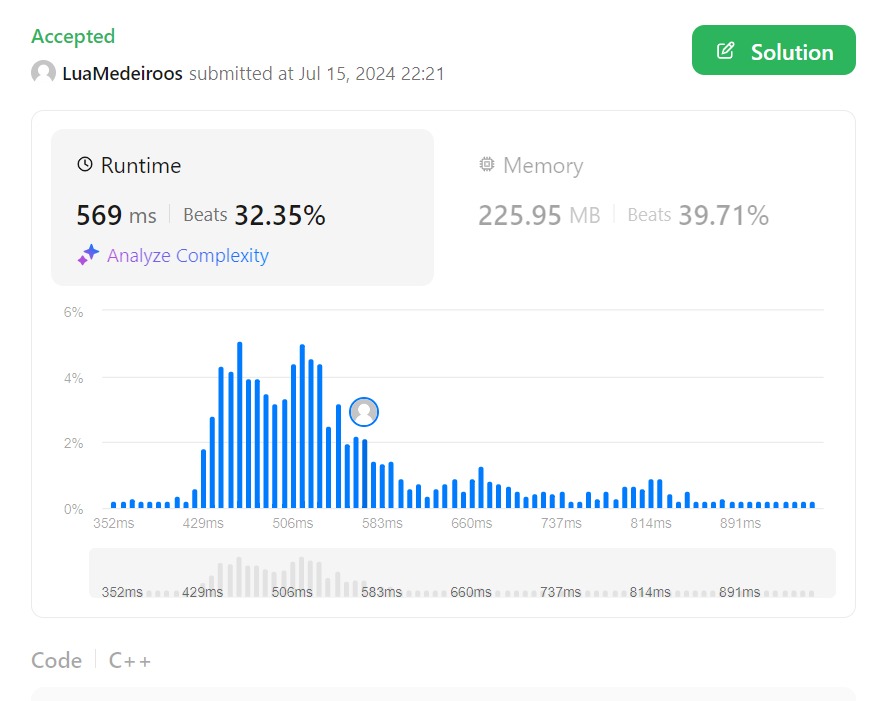 Accepted
LuaMedeiroos submitted at Jul 15, 2024 22:21
Solution
Runtime
569 ms Beats 32.35%
Analyze Complexity
Memory
225.95 MB Beats 39.71%
6%
4%
2%
0%
352ms 429ms 506ms 583ms 660ms 737ms 814ms 891ms
352ms 429ms 506ms 583ms 660ms 737ms 814ms 891ms
Code C++